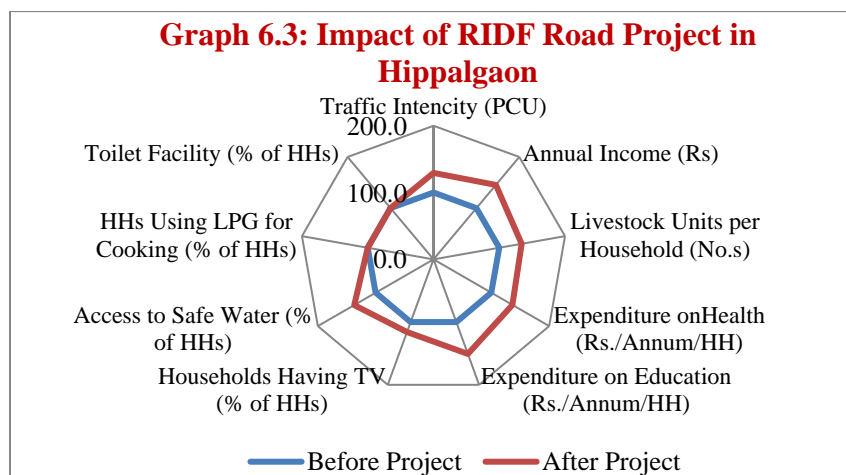 Graph 6.3: Impact of RIDF Road Project in
Hippalgaon
Traffic Intencity (PCU)
200.0
100.0
0.0
Annual Income (Rs)
Livestock Units per
Household (No.s)
Expenditure onHealth
(Rs./Annum/HH)
Expenditure on Education
(Rs./Annum/HH)
Households Having TV
(% of HHs)
Access to Safe Water (%
of HHs)
HHs Using LPG for
Cooking (% of HHs)
Toilet Facility (% of HHs)
Before Project
After Project